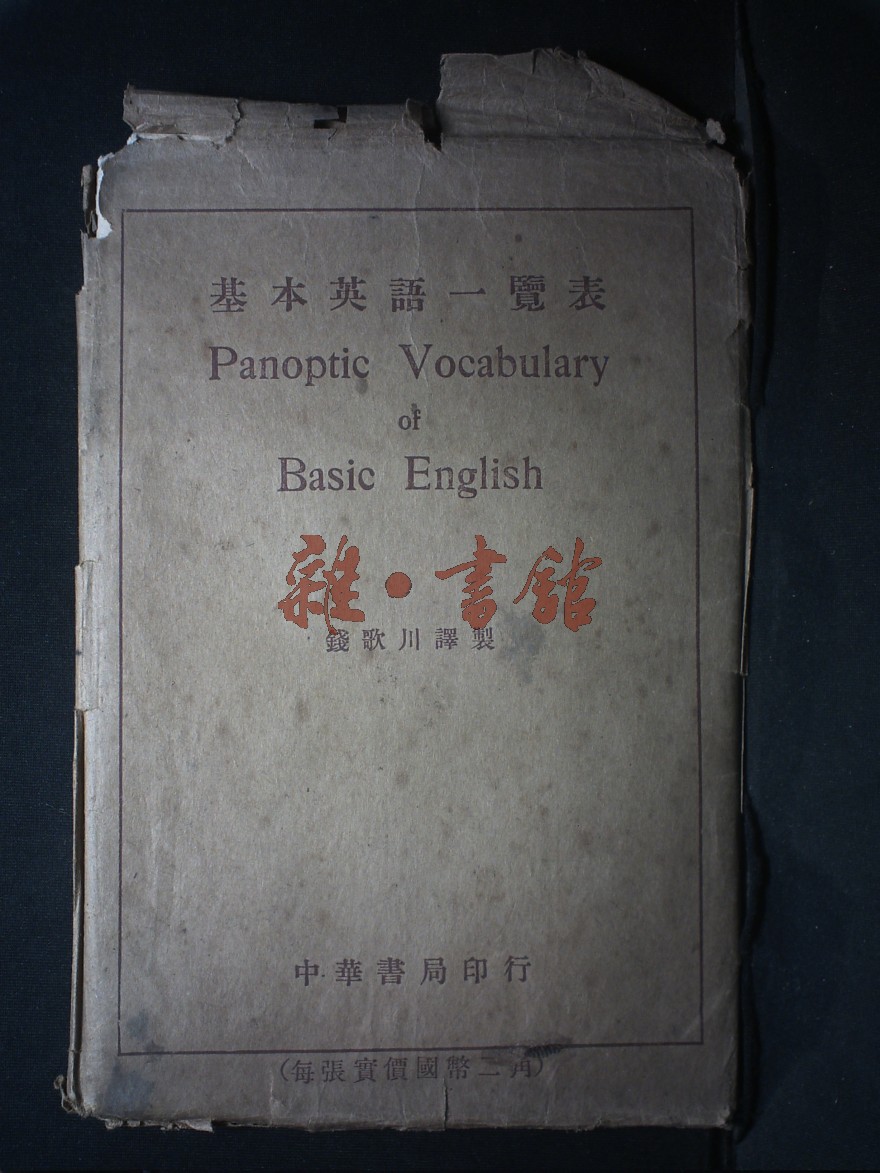 基本英語一覽表
Panoptic Vocabulary
of
Basic English
雜·書館
錢歌川譯製
中華書局印行
(每張實價國幣二角)